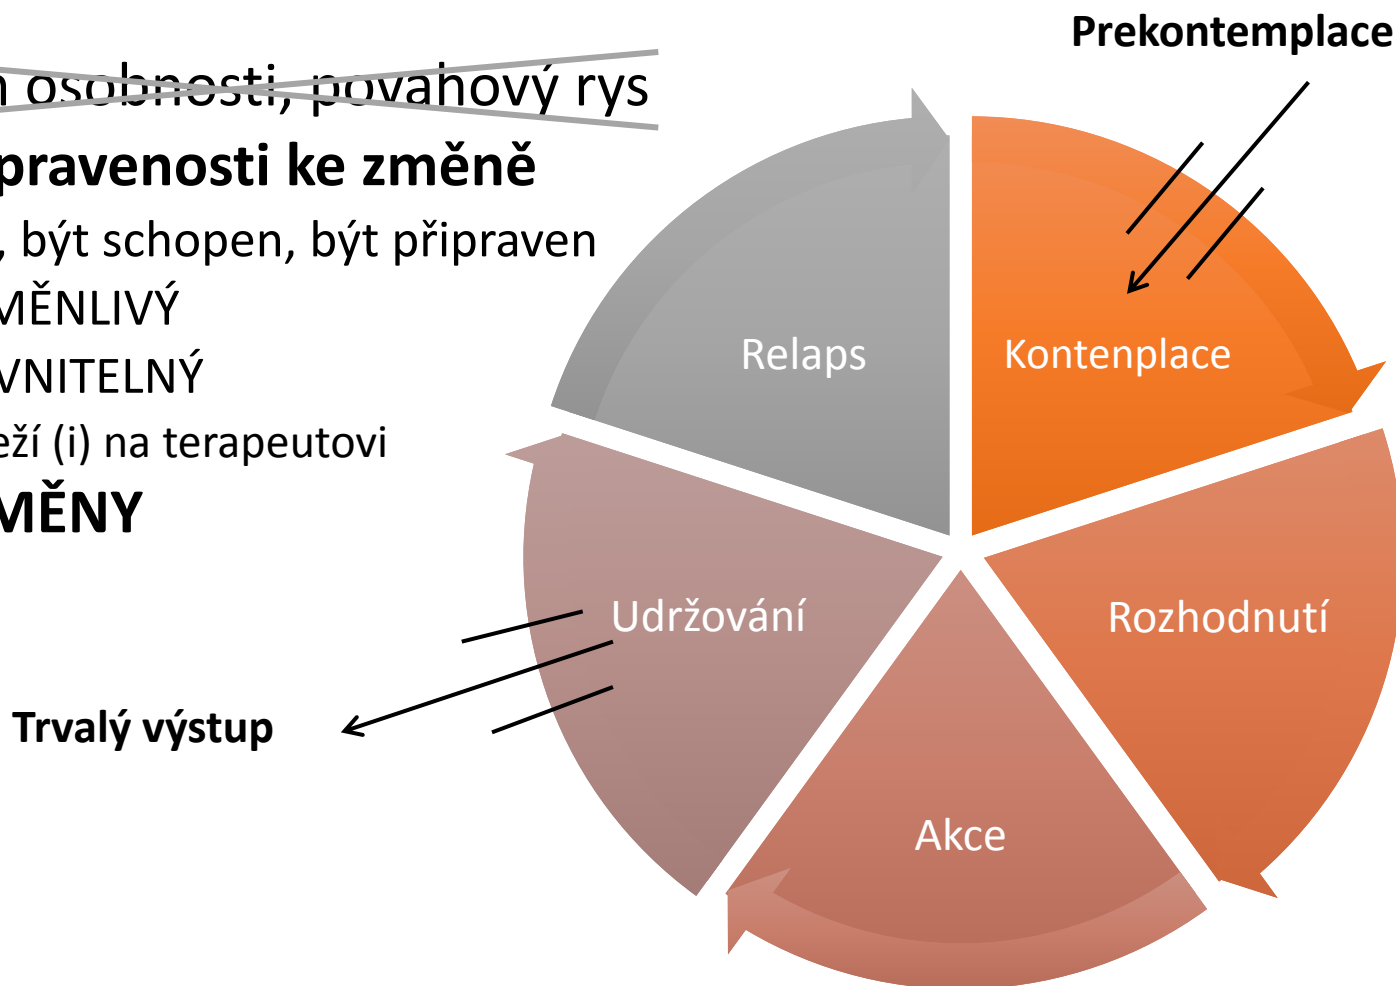 Prekontemplace
osobnosti, povahový rys
pravenosti ke změně
, být schopen, být připraven
MĚNLIVÝ
VNITELNÝ
eží (i) na terapeutovi
MĚNY
Relaps
Kontenplace
Udržování
Rozhodnutí
Trvalý výstup
Akce